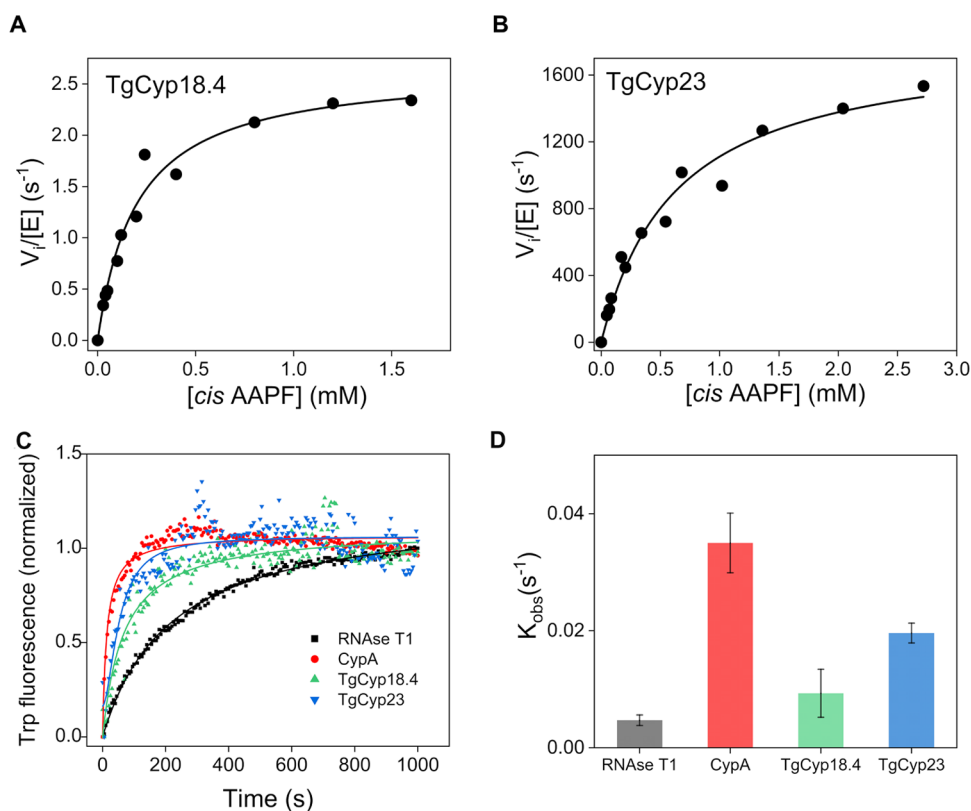 A
TgCyp18.4
2.5
2.0
1.5
1.0
0.5
0.0
V_i/[E] (s⁻¹)
0.0 0.5 1.0 1.5
[cis AAPF] (mM)
B
TgCyp23
1600
1200
800
400
0
V_i/[E] (s⁻¹)
0.0 0.5 1.0 1.5 2.0 2.5 3.0
[cis AAPF] (mM)
C
1.5
1.0
0.5
0.0
Trp fluorescence (normalized)
RNAse T1
CypA
TgCyp18.4
TgCyp23
0 200 400 600 800 1000
Time (s)
D
0.04
0.02
0.00
K_obs(s⁻¹)
RNAse T1 CypA TgCyp18.4 TgCyp23